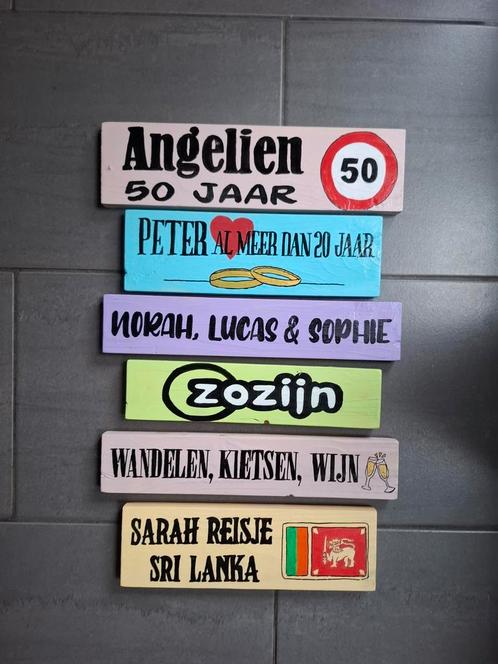 Angelien
50 JAAR
50
PETER AL MEER DAN 20 JAAR
NORAH, LUCAS & SOPHIE
zozijn
WANDELEN, KIETSEN, WIJN
SARAH REISJE
SRI LANKA